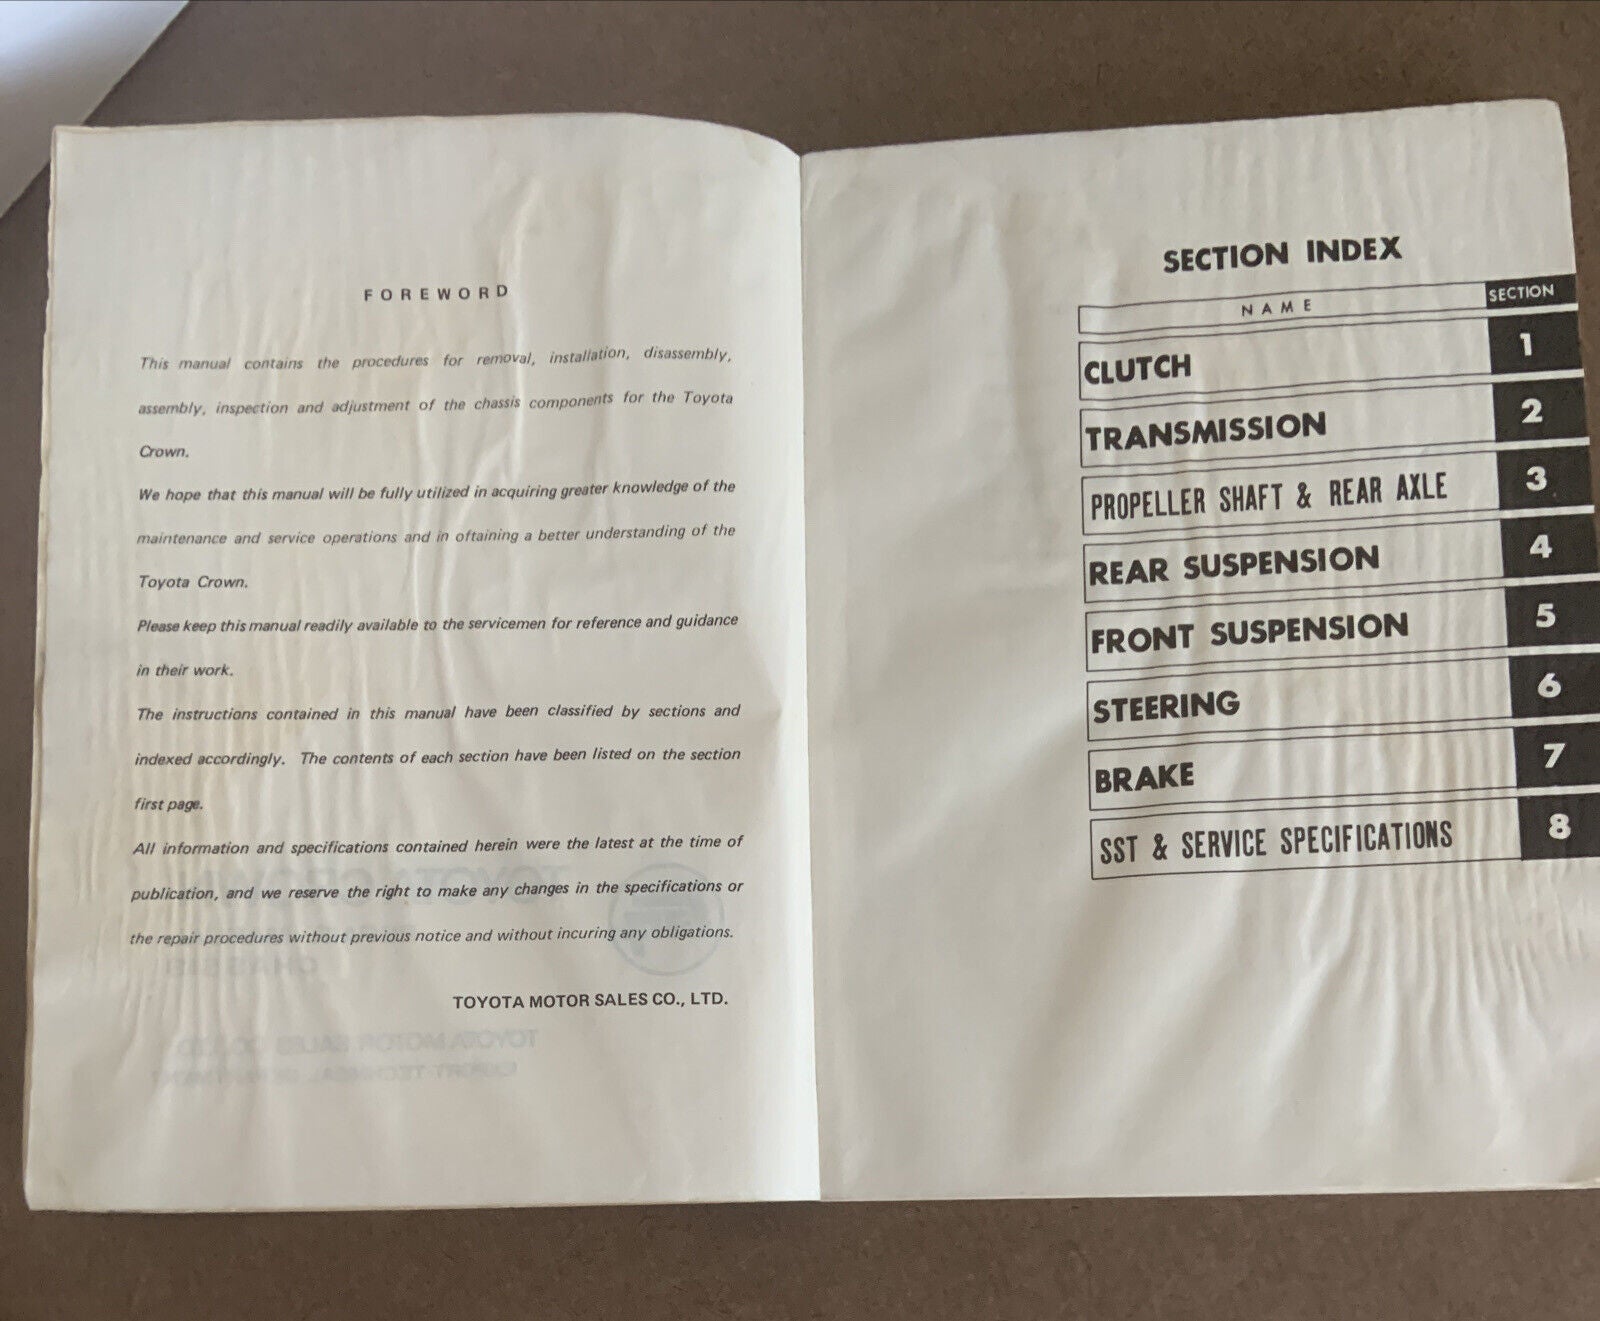 FOREWORD
This manual contains the procedures for removal, installation, disassembly,
assembly, inspection and adjustment of the chassis components for the Toyota
Crown.
We hope that this manual will be fully utilized in acquiring greater knowledge of the
maintenance and service operations and in oftaining a better understanding of the
Toyota Crown.
Please keep this manual readily available to the servicemen for reference and guidance
in their work.
The instructions contained in this manual have been classified by sections and
indexed accordingly. The contents of each section have been listed on the section
first page.
All information and specifications contained herein were the latest at the time of
publication, and we reserve the right to make any changes in the specifications or
the repair procedures without previous notice and without incuring any obligations.
TOYOTA MOTOR SALES CO., LTD.
SECTION INDEX
NAME SECTION
CLUTCH 1
TRANSMISSION 2
PROPELLER SHAFT & REAR AXLE 3
REAR SUSPENSION 4
FRONT SUSPENSION 5
STEERING 6
BRAKE 7
SST & SERVICE SPECIFICATIONS 8